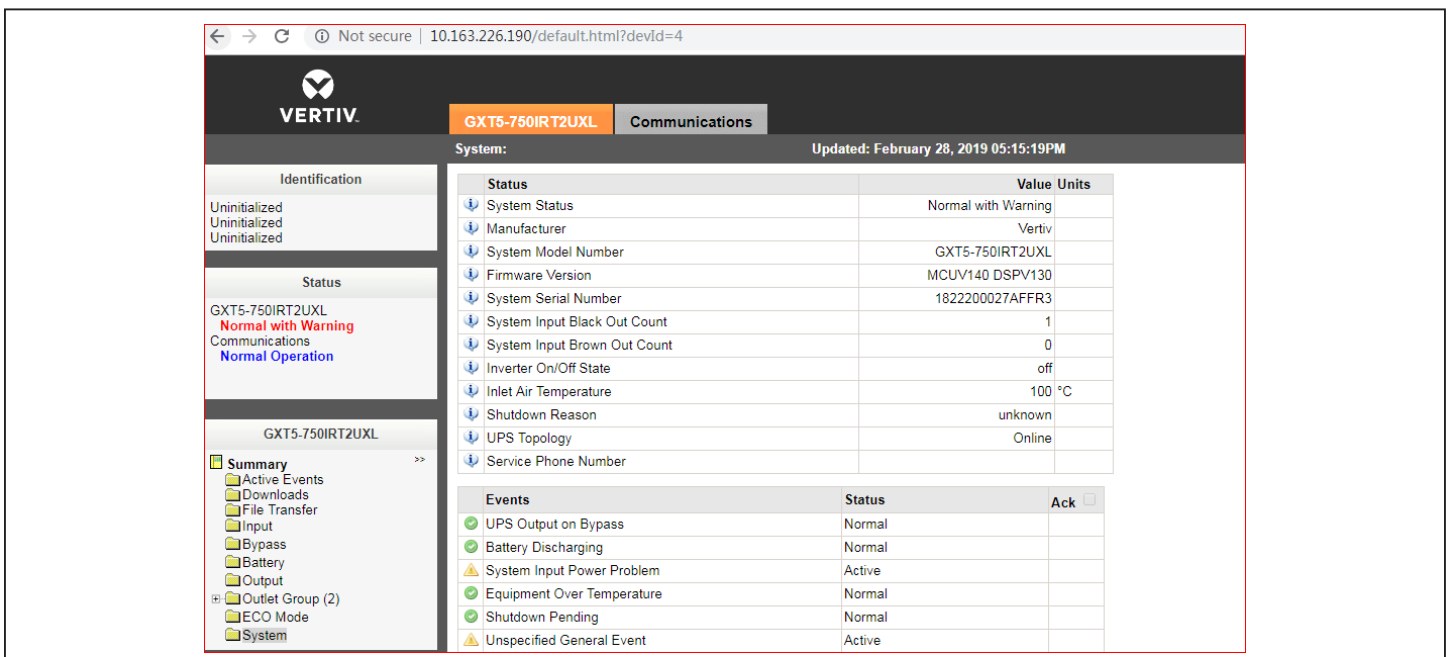 Not secure | 10.163.226.190/default.html?devId=4
VERTIV.
GXT5-750IRT2UXL Communications
System: Updated: February 28, 2019 05:15:19PM
Identification
Uninitialized
Uninitialized
Uninitialized
Status
GXT5-750IRT2UXL
Normal with Warning
Communications
Normal Operation
GXT5-750IRT2UXL
Summary >>
Active Events
Downloads
File Transfer
Input
Bypass
Battery
Output
Outlet Group (2)
ECO Mode
System
Status Value Units
System Status Normal with Warning
Manufacturer Vertiv
System Model Number GXT5-750IRT2UXL
Firmware Version MCUV140 DSPV130
System Serial Number 1822200027AFFR3
System Input Black Out Count 1
System Input Brown Out Count 0
Inverter On/Off State off
Inlet Air Temperature 100 °C
Shutdown Reason unknown
UPS Topology Online
Service Phone Number
Events Status Ack
UPS Output on Bypass Normal
Battery Discharging Normal
System Input Power Problem Active
Equipment Over Temperature Normal
Shutdown Pending Normal
Unspecified General Event Active